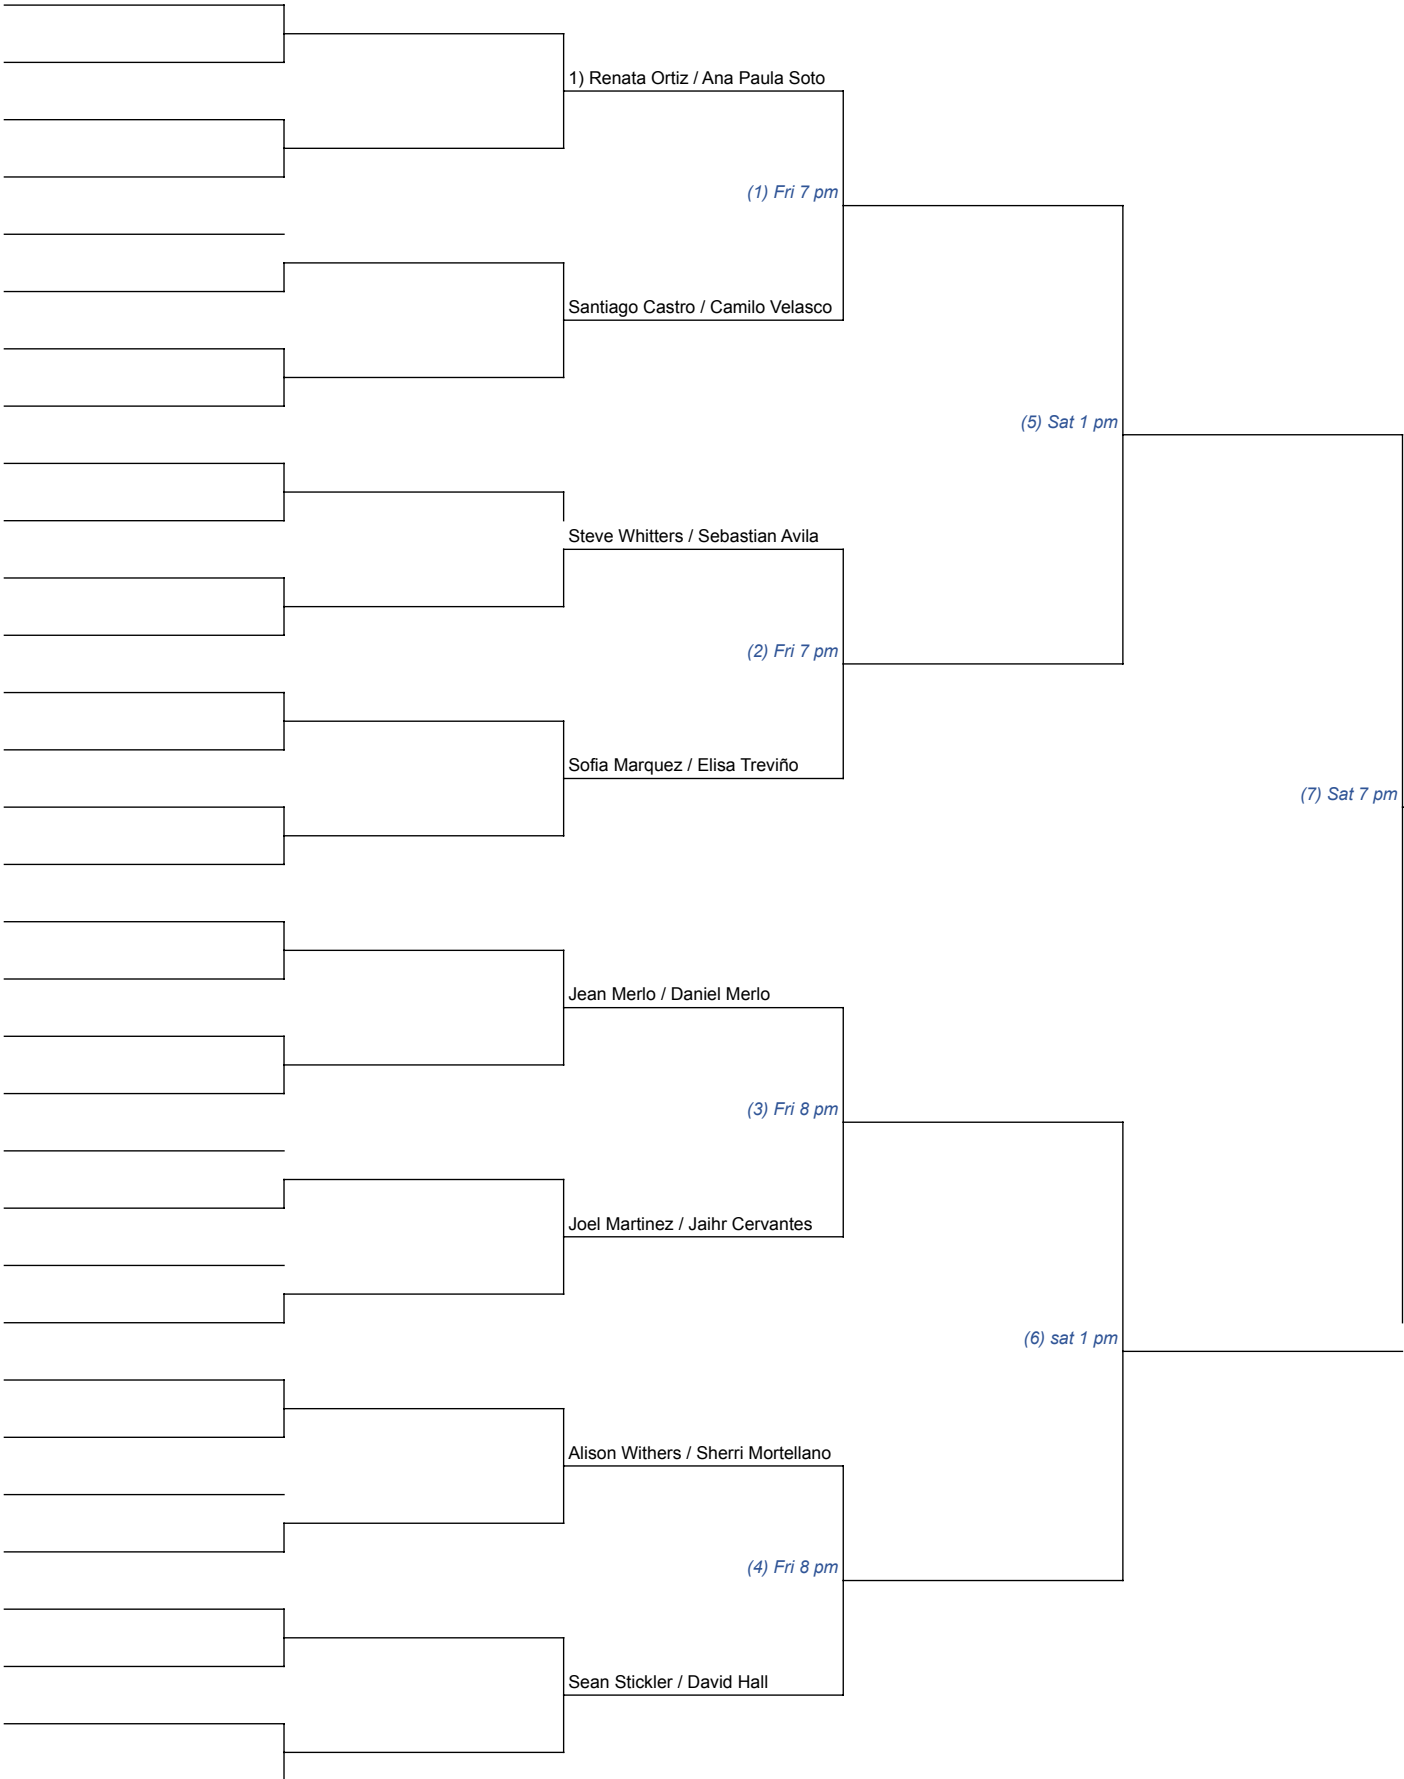 1) Renata Ortiz / Ana Paula Soto
(1) Fri 7 pm
Santiago Castro / Camilo Velasco
(5) Sat 1 pm
Steve Whitters / Sebastian Avila
(2) Fri 7 pm
Sofia Marquez / Elisa Treviño
(7) Sat 7 pm
Jean Merlo / Daniel Merlo
(3) Fri 8 pm
Joel Martinez / Jaihr Cervantes
(6) sat 1 pm
Alison Withers / Sherri Mortellano
(4) Fri 8 pm
Sean Stickler / David Hall